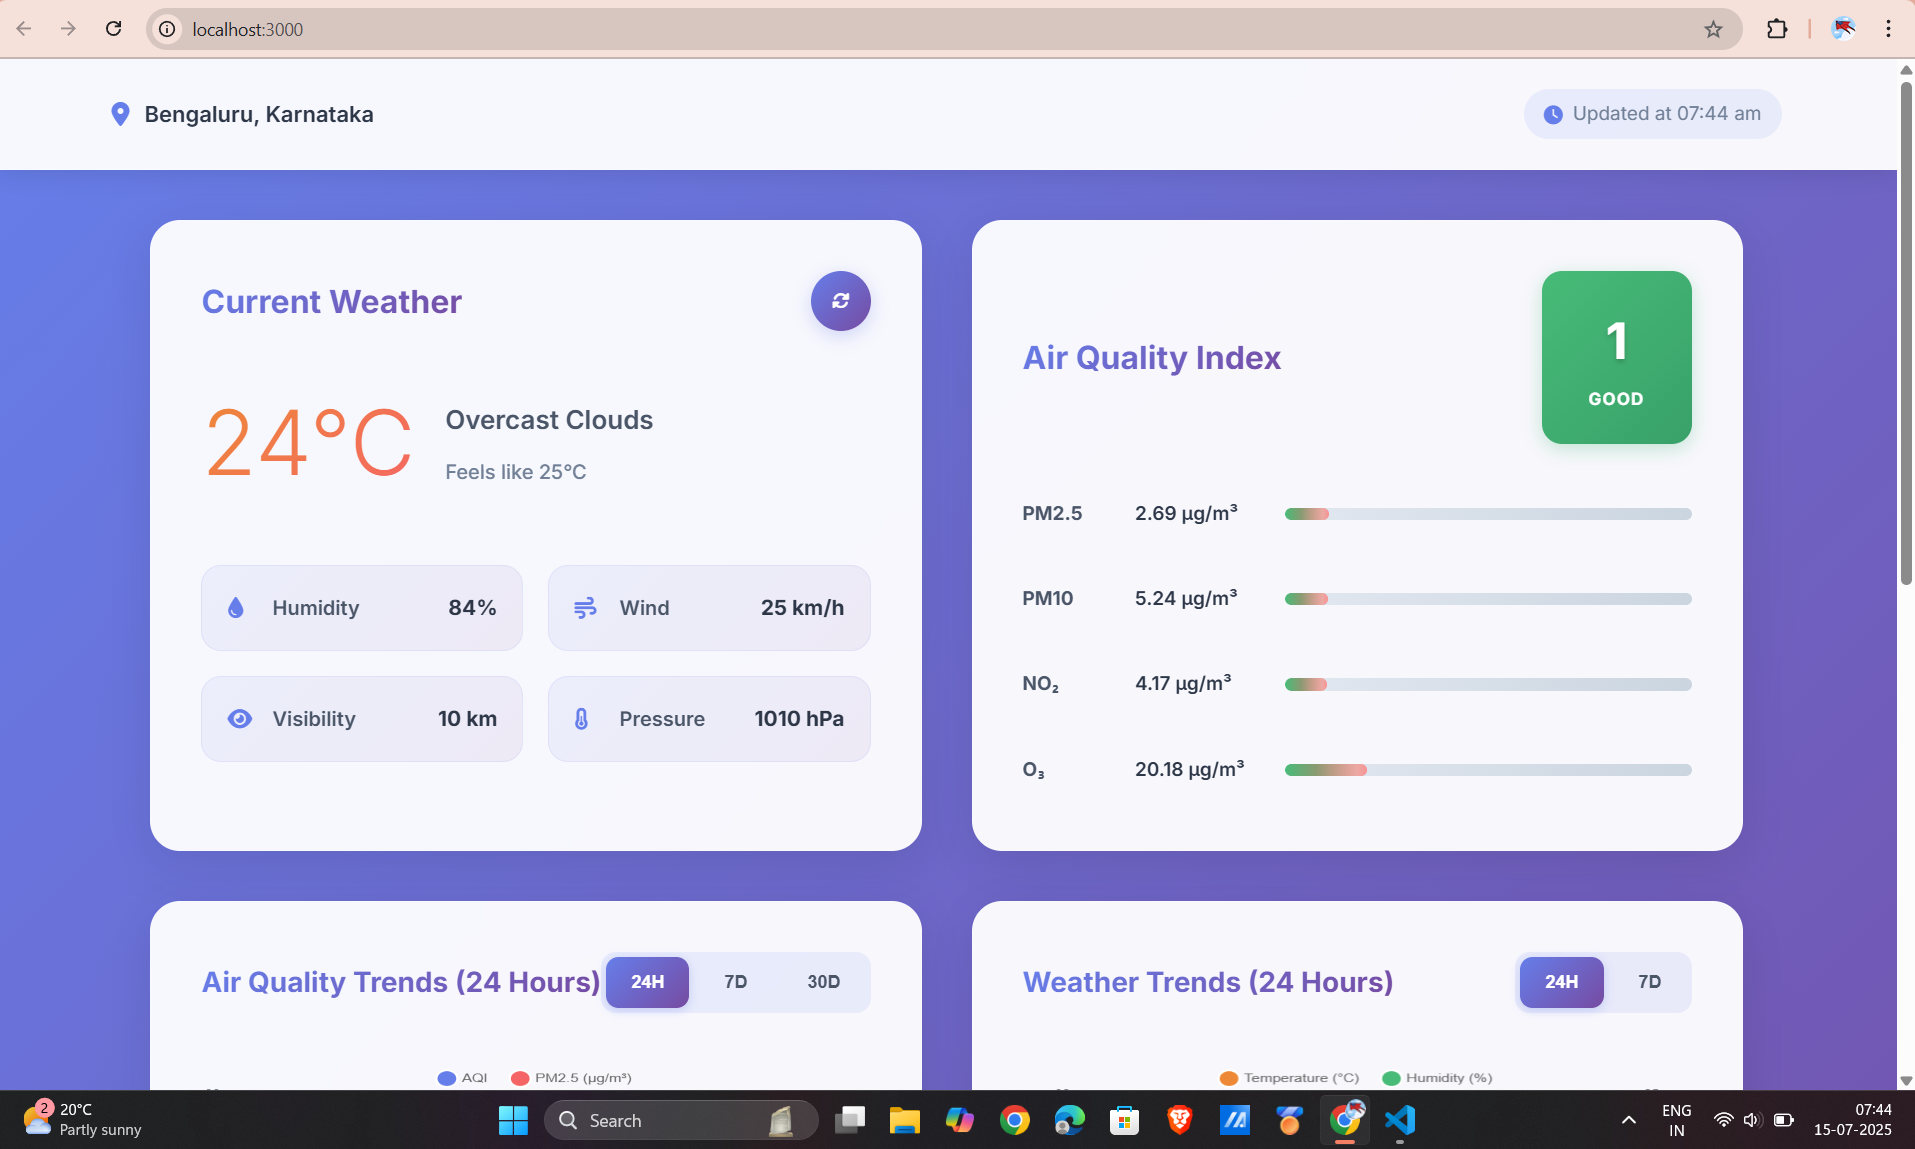 localhost:3000
Bengaluru, Karnataka
Updated at 07:44 am
Current Weather
24°C
Overcast Clouds
Feels like 25°C
Humidity 84%
Wind 25 km/h
Visibility 10 km
Pressure 1010 hPa
Air Quality Index
1
GOOD
PM2.5 2.69 µg/m³
PM10 5.24 µg/m³
NO₂ 4.17 µg/m³
O₃ 20.18 µg/m³
Air Quality Trends (24 Hours) 24H 7D 30D
AQI PM2.5 (µg/m³)
Weather Trends (24 Hours) 24H 7D
Temperature (°C) Humidity (%)
2
20°C
Partly sunny
Search
ENG
IN
07:44
15-07-2025